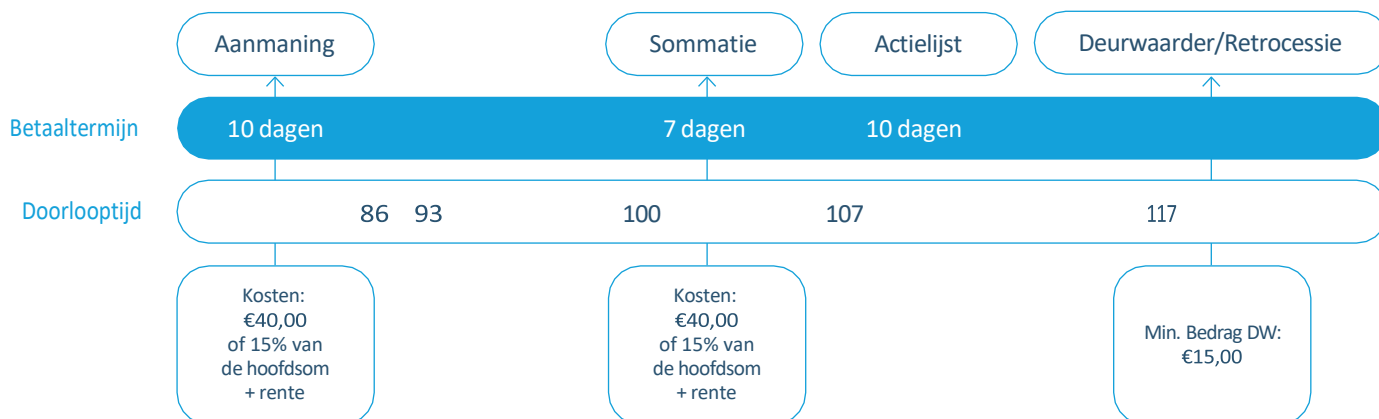 Aanmaning Sommatie Actielijst Deurwaarder/Retrocessie
Betaaltermijn 10 dagen 7 dagen 10 dagen
Doorlooptijd 86 93 100 107 117
Kosten:
€40,00
of 15% van
de hoofdsom
+ rente
Kosten:
€40,00
of 15% van
de hoofdsom
+ rente
Min. Bedrag DW:
€15,00